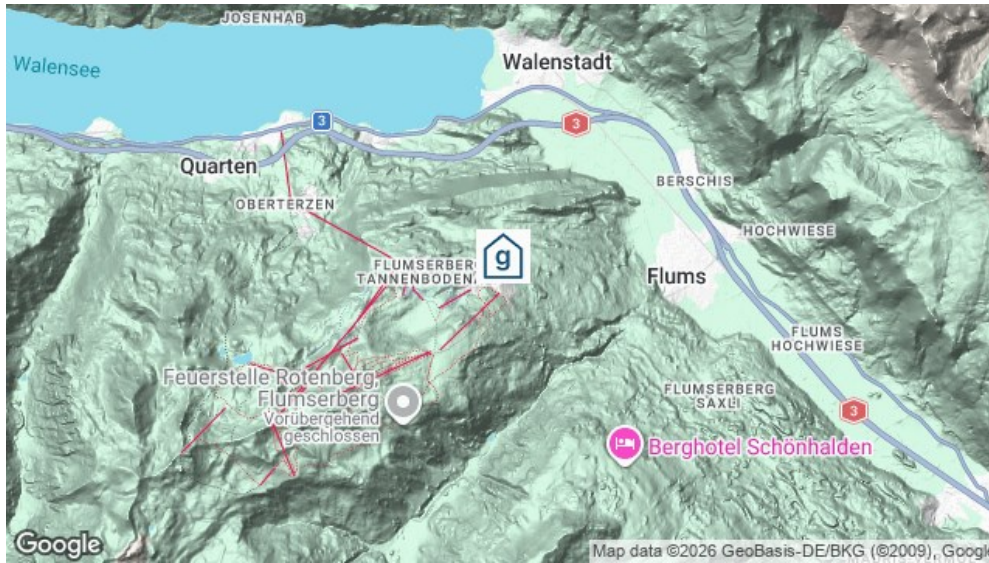 JOSENHAB
Walenstadt
Walensee
3
3
Quarten
BERSCHIS
OBERTERZEN
HOCHWIESE
g
FLUMSERBERG
TANNENBODEN
Flums
FLUMS
HOCHWIESE
Feuerstelle Rotenberg,
Flumserberg
Vorübergehend
geschlossen
FLUMSERBERG
SAXLI
3
Berghotel Schönhalden
Google
Map data ©2026 GeoBasis-DE/BKG (©2009), Google